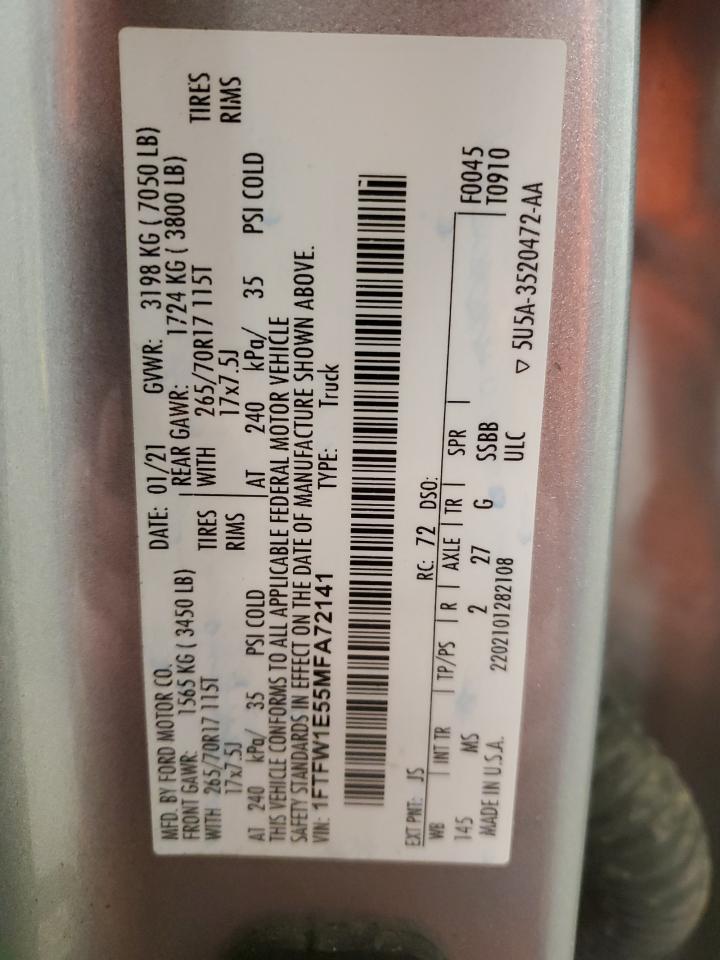 MFD. BY FORD MOTOR CO. DATE: 01/21 GVWR: 3198 KG ( 7050 LB)
FRONT GAWR: 1565 KG ( 3450 LB) REAR GAWR: 1724 KG ( 3800 LB)
WITH 265/70R17 115T TIRES WITH 265/70R17 115T TIRES
17x7.5J RIMS 17x7.5J RIMS
AT 240 kPa/ 35 PSI COLD AT 240 kPa/ 35 PSI COLD
THIS VEHICLE CONFORMS TO ALL APPLICABLE FEDERAL MOTOR VEHICLE
SAFETY STANDARDS IN EFFECT ON THE DATE OF MANUFACTURE SHOWN ABOVE.
VIN: 1FTFW1E55MFA72141 TYPE: Truck
EXT PNT: JS RC: 72 DSO: F0045
WB INT TR TP/PS R AXLE TR SPR T0910
145 MS 2 27 G SSBB
MADE IN U.S.A. 2202101282108 ULC ▽ 5U5A-3520472-AA